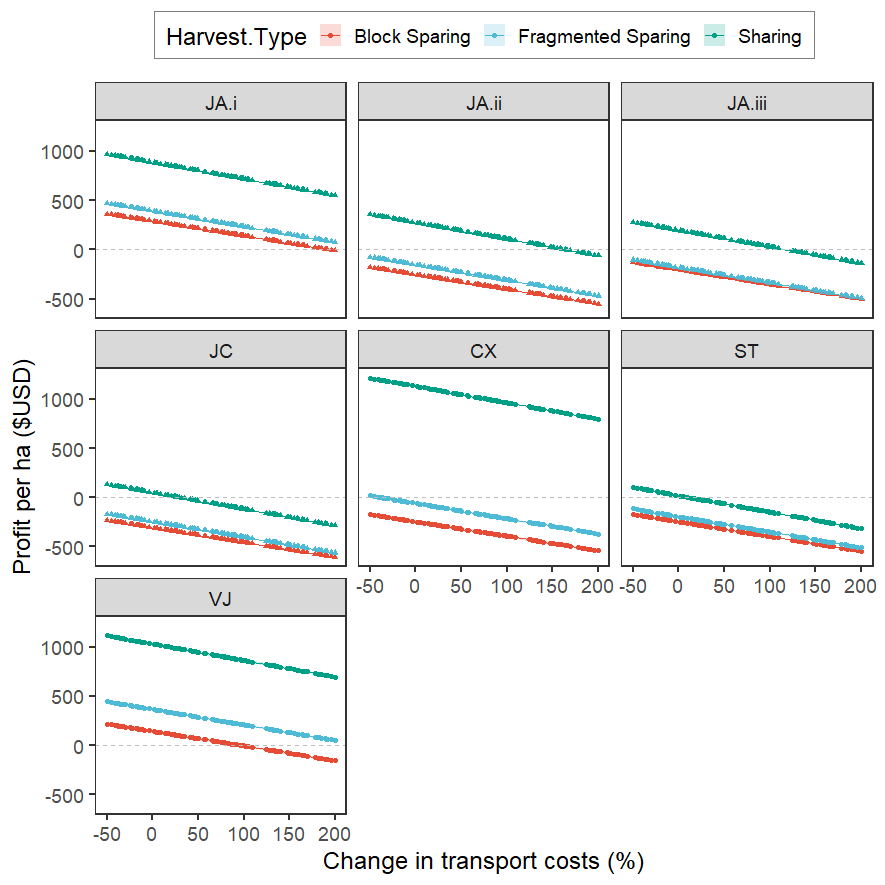 Harvest.Type Block Sparing Fragmented Sparing Sharing
JA.i JA.ii JA.iii
1000
500
0
-500
JC CX ST
1000
500
0
-500
-50 0 50 100 150 200 -50 0 50 100 150 200
VJ
1000
500
0
-500
-50 0 50 100 150 200
Profit per ha ($USD)
Change in transport costs (%)